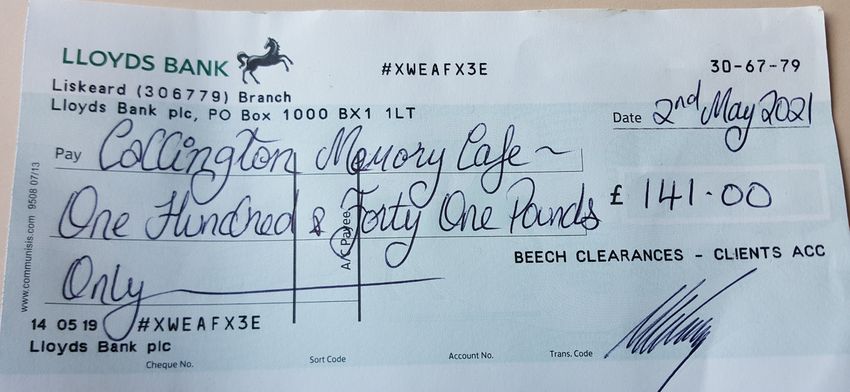 LLOYDS BANK
#XWEAFX3E
30-67-79
Liskeard (306779) Branch
Lloyds Bank plc, PO Box 1000 BX1 1LT
Date 2nd May 2021
Pay Callington Memory Cafe
One Hundred & Forty One Pounds
£ 141.00
A/C Payee
Only
BEECH CLEARANCES - CLIENTS ACC
www.communisis.com 9508 07/13
14 05 19 #XWEAFX3E
Lloyds Bank plc
Cheque No. Sort Code Account No. Trans. Code